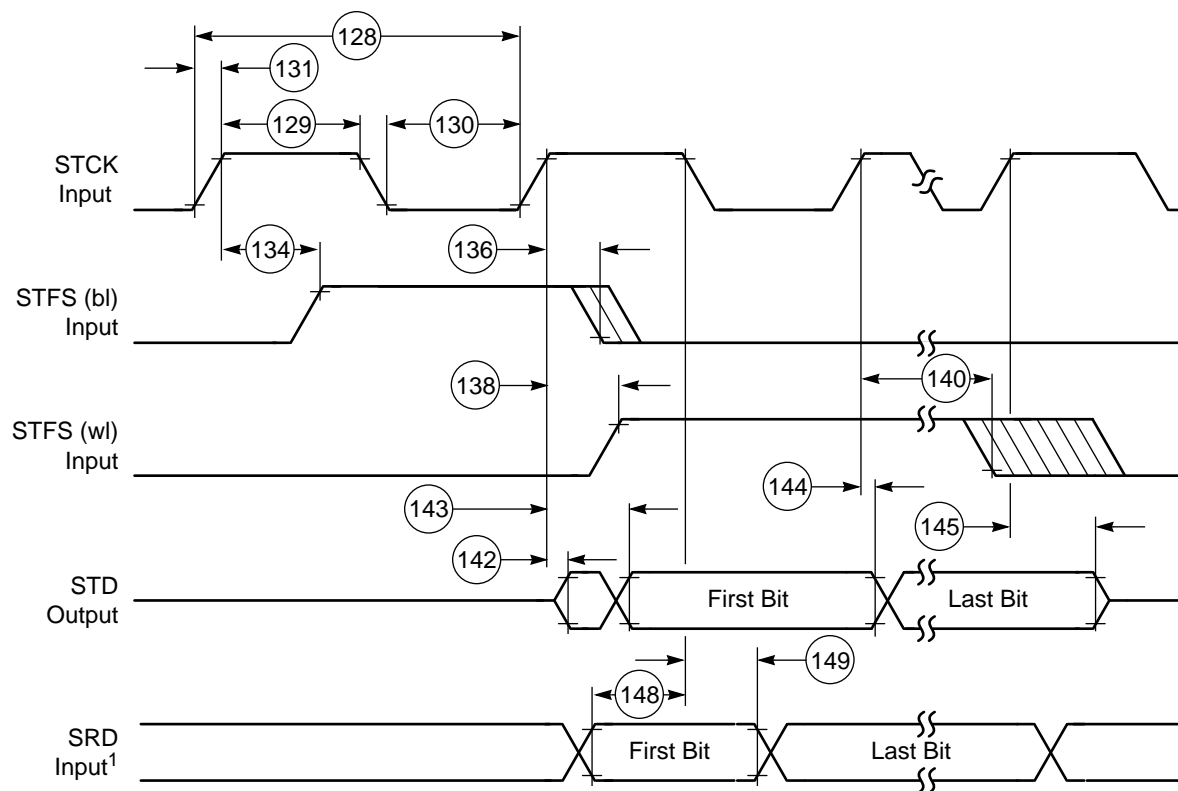 128
131
129
130
STCK
Input
134
136
STFS (bl)
Input
138
140
STFS (wl)
Input
144
143
145
142
STD
Output
First Bit
Last Bit
149
148
SRD
Input¹
First Bit
Last Bit